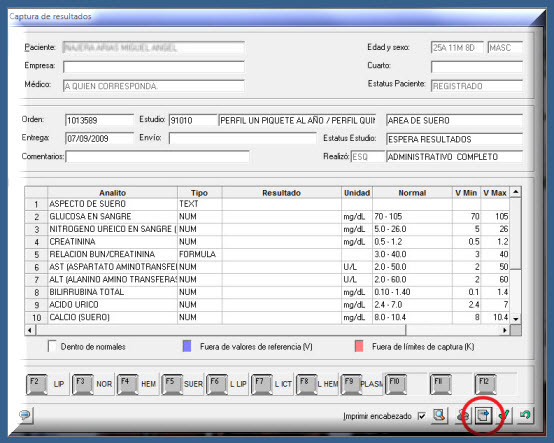 Captura de resultados
Paciente: NAJERA ARIAS MIGUEL ANGEL Edad y sexo: 25A 11M 8D MASC
Empresa: Cuarto:
Médico: A QUIEN CORRESPONDA. Estatus Paciente: REGISTRADO
Orden: 1013589 Estudio: 91010 PERFIL UN PIQUETE AL AÑO / PERFIL QUIN AREA DE SUERO
Entrega: 07/09/2009 Envío: Estatus Estudio: ESPERA RESULTADOS
Comentarios: Realizó: ESQ ADMINISTRATIVO COMPLETO
Analito Tipo Resultado Unidad Normal V Min V Max
1 ASPECTO DE SUERO TEXT
2 GLUCOSA EN SANGRE NUM mg/dL 70 - 105 70 105
3 NITROGENO UREICO EN SANGRE ( NUM mg/dL 5.0 - 26.0 5 26
4 CREATININA NUM mg/dL 0.5 - 1.2 0.5 1.2
5 RELACION BUN/CREATININA FORMULA 3.0 - 40.0 3 40
6 AST (ASPARTATO AMINOTRANSFEI NUM U/L 2.0 - 50.0 2 50
7 ALT (ALANINO AMINO TRANSFERAS NUM U/L 2.0 - 60.0 2 60
8 BILIRRUBINA TOTAL NUM mg/dL 0.10 - 1.40 0.1 1.4
9 ACIDO URICO NUM mg/dL 2.4 - 7.0 2.4 7
10 CALCIO (SUERO) NUM mg/dL 8.0 - 10.4 8 10.4
Dentro de normales Fuera de valores de referencia (V) Fuera de límites de captura (K)
F2 LIP F3 NOR F4 HEM F5 SUER F6 L LIP F7 L ICT F8 L HEM F9 PLASM F10 F11 F12
Imprimir encabezado